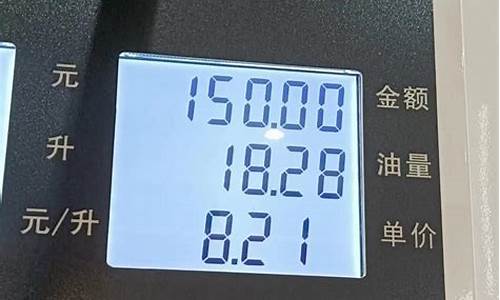 元 150.00 金额
升 18.28 油量
元/升 8.21 单价